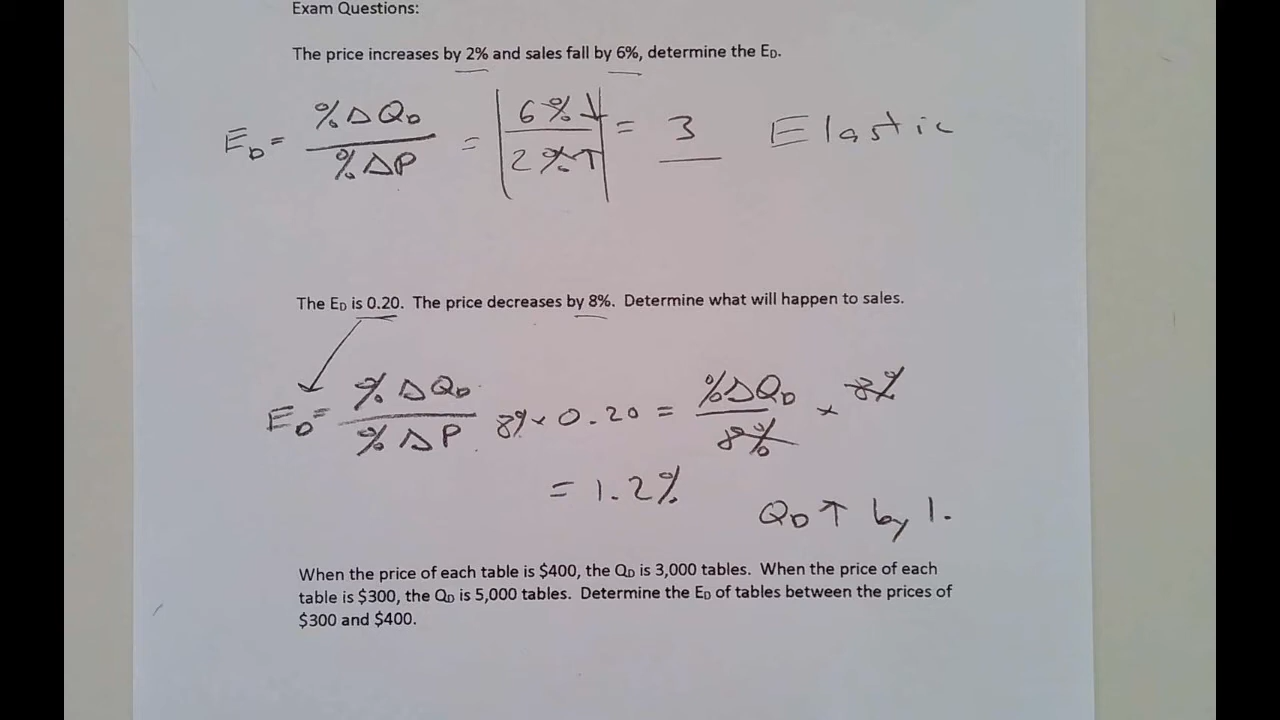 Exam Questions:
The price increases by 2% and sales fall by 6%, determine the ED.
ED = %ΔQD / %ΔP = |6%↓ / 2%↑| = 3 Elastic
The ED is 0.20. The price decreases by 8%. Determine what will happen to sales.
ED = %ΔQD / %ΔP 8% × 0.20 = %ΔQD / 8% × 8%
= 1.2%
QD ↑ by 1.
When the price of each table is $400, the QD is 3,000 tables. When the price of each
table is $300, the QD is 5,000 tables. Determine the ED of tables between the prices of
$300 and $400.